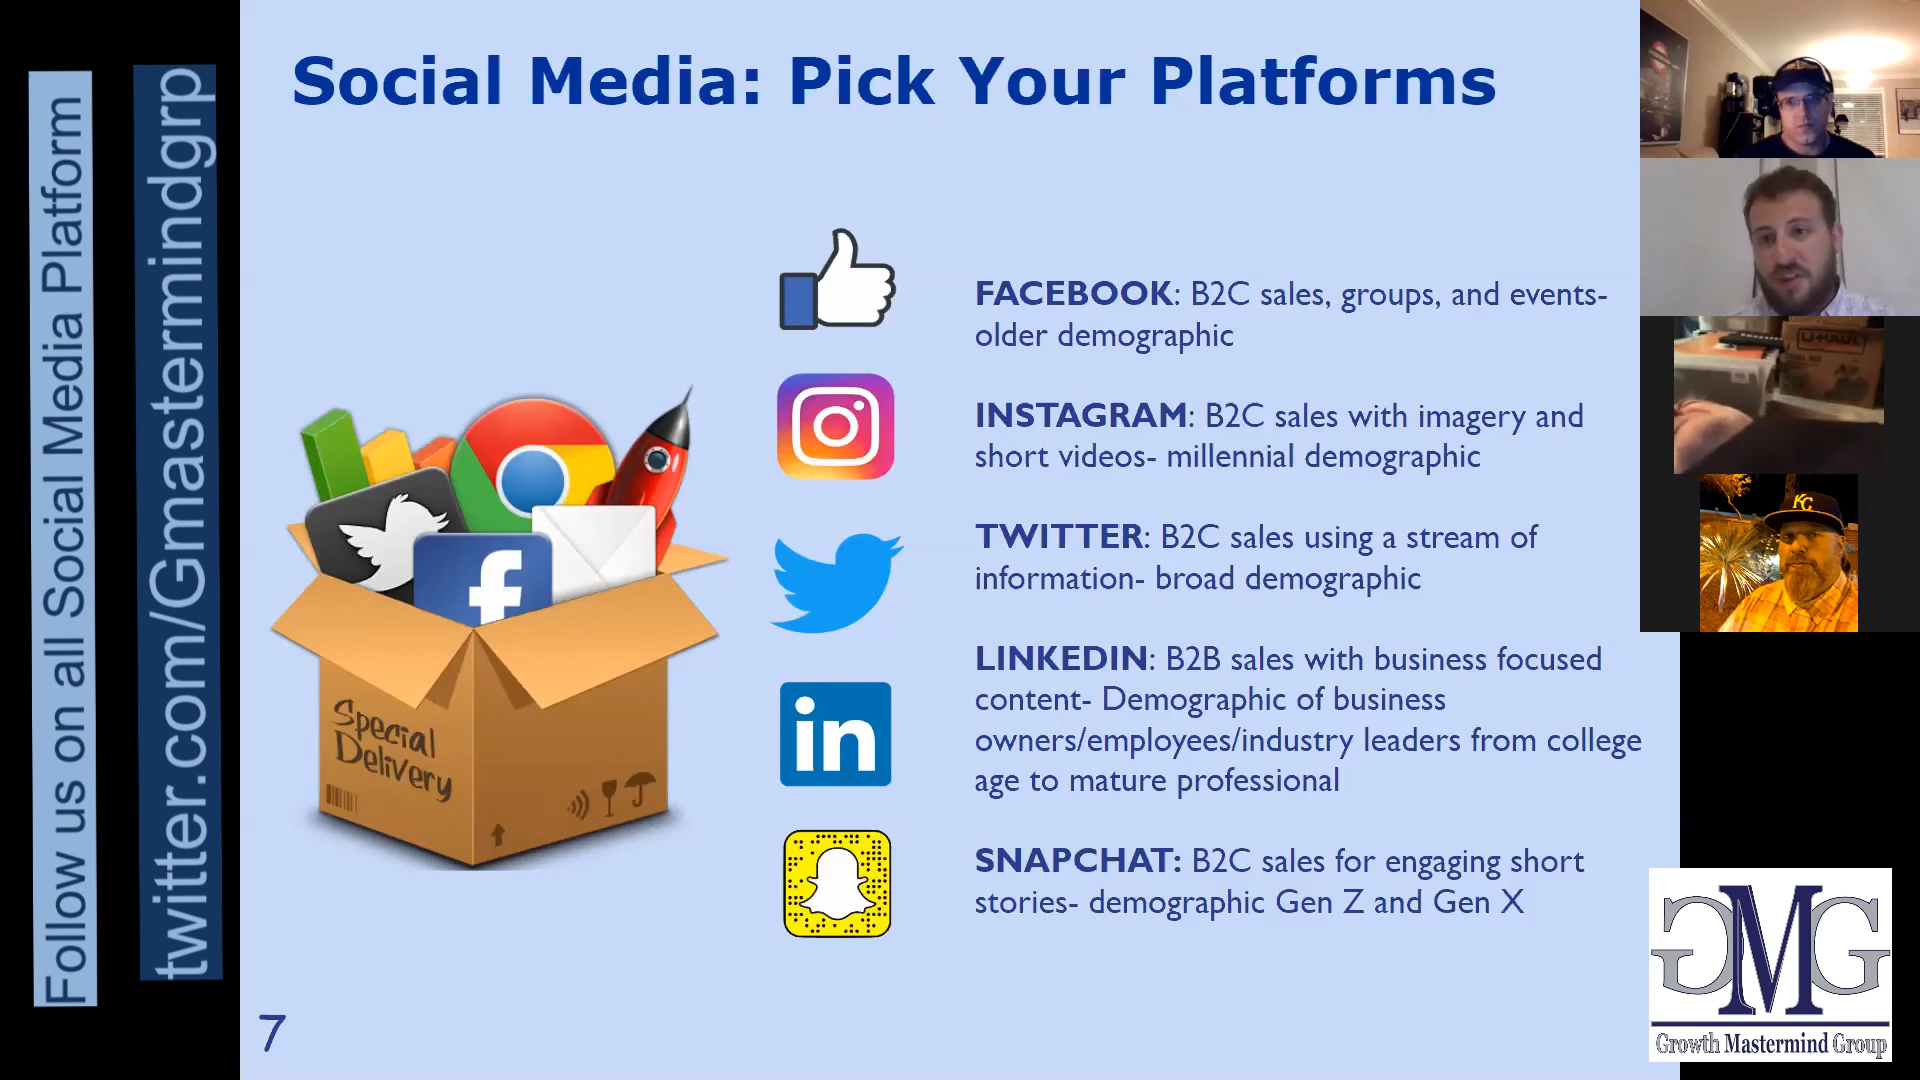 Follow us on all Social Media Platform
twitter.com/Gmastermindgrp
Social Media: Pick Your Platforms
FACEBOOK: B2C sales, groups, and events-
older demographic
INSTAGRAM: B2C sales with imagery and
short videos- millennial demographic
TWITTER: B2C sales using a stream of
information- broad demographic
LINKEDIN: B2B sales with business focused
content- Demographic of business
owners/employees/industry leaders from college
age to mature professional
SNAPCHAT: B2C sales for engaging short
stories- demographic Gen Z and Gen X
f
in
Special
Delivery
7
U-HAUL
KC
GMG
Growth Mastermind Group